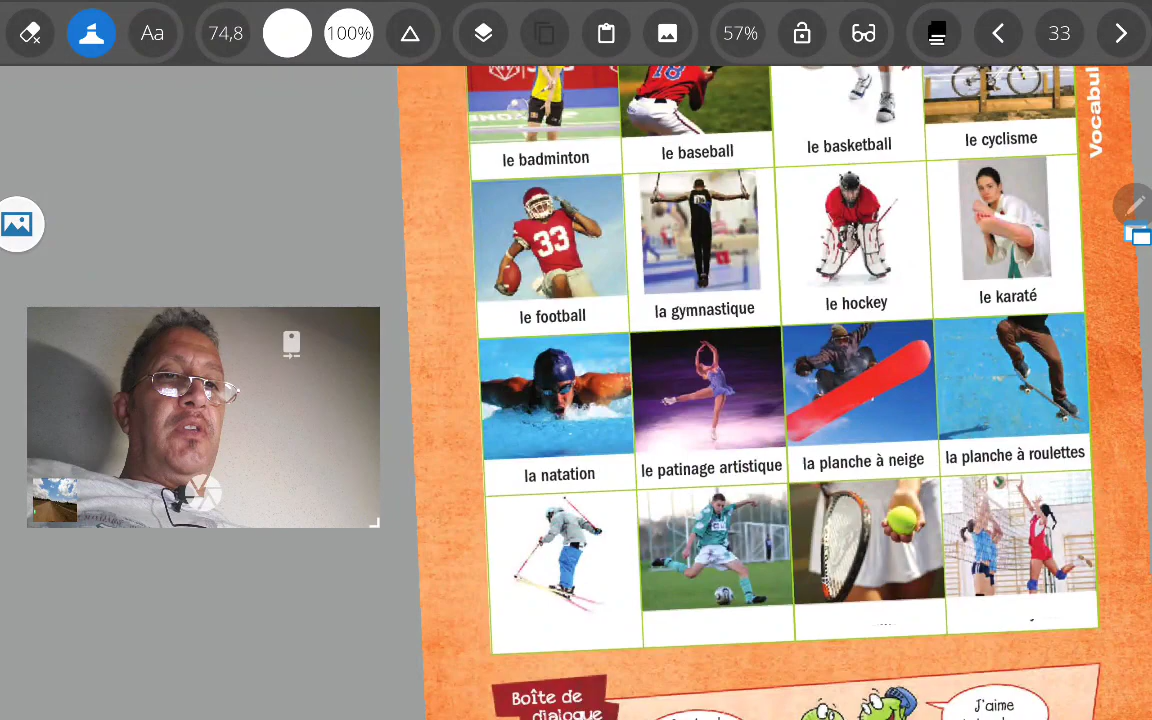 Aa 74,8 100% 57% 33
Vocabul
le badminton le baseball le basketball le cyclisme
18
33
le football la gymnastique le hockey le karaté
la natation le patinage artistique la planche à neige la planche à roulettes
Boîte de
dialogue
J'aime